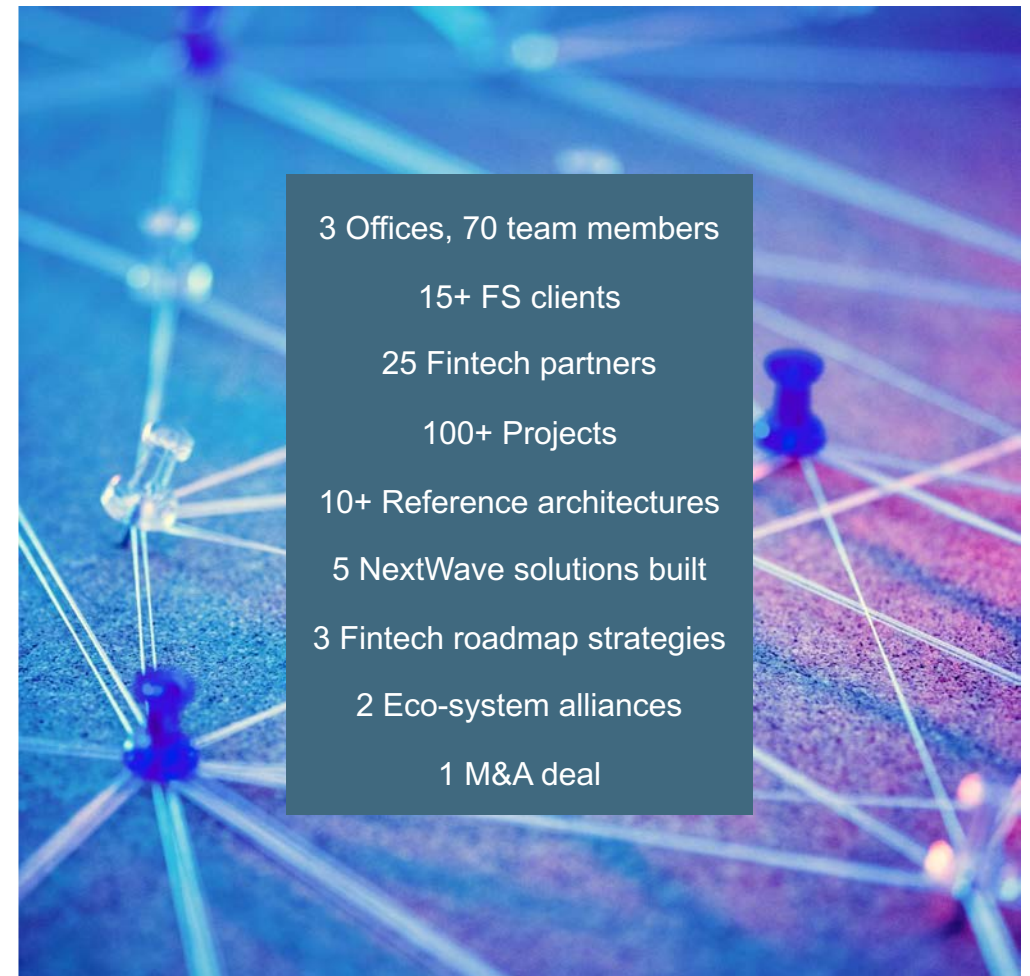 3 Offices, 70 team members
15+ FS clients
25 Fintech partners
100+ Projects
10+ Reference architectures
5 NextWave solutions built
3 Fintech roadmap strategies
2 Eco-system alliances
1 M&A deal